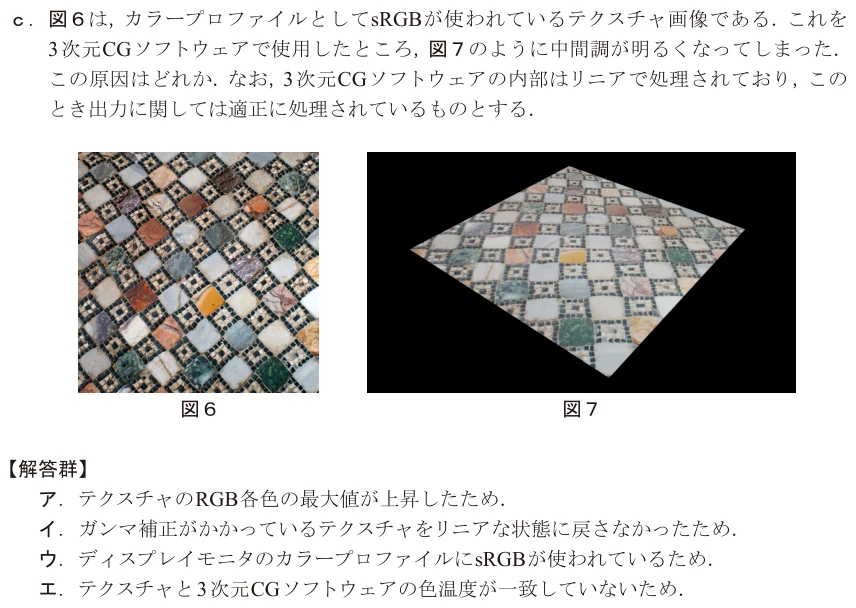 c．図6は，カラープロファイルとしてsRGBが使われているテクスチャ画像である．これを
3次元CGソフトウェアで使用したところ，図7のように中間調が明るくなってしまった．
この原因はどれか．なお，3次元CGソフトウェアの内部はリニアで処理されており，この
とき出力に関しては適正に処理されているものとする．
図6
図7
【解答群】
ア．テクスチャのRGB各色の最大値が上昇したため．
イ．ガンマ補正がかかっているテクスチャをリニアな状態に戻さなかったため．
ウ．ディスプレイモニタのカラープロファイルにsRGBが使われているため．
エ．テクスチャと3次元CGソフトウェアの色温度が一致していないため．